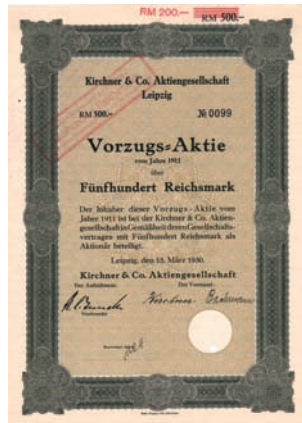 RM 200.— RM 500.—
Kirchner & Co. Aktiengesellschaft
Leipzig
RM 500.— № 0099
Vorzugs-Aktie
vom Jahre 1911
über
Fünfhundert Reichsmark
Der Inhaber dieser Vorzugs-Aktie vom
Jahre 1911 ist bei der Kirchner & Co. Aktien-
gesellschaft in Gemäßheit deren Gesellschafts-
vertrages mit Fünfhundert Reichsmark als
Aktionär beteiligt.
Leipzig, den 15. März 1930.
Kirchner & Co. Aktiengesellschaft
Der Aufsichtsrat: Der Vorstand: